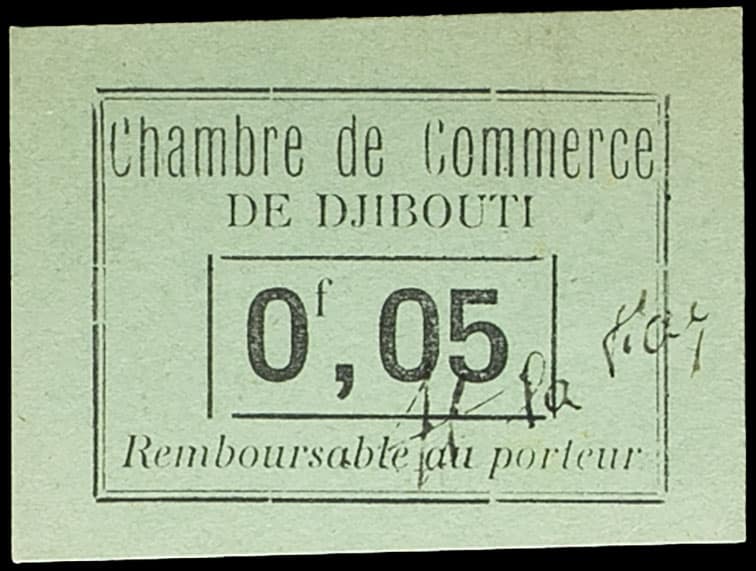 Chambre de Commerce
DE DJIBOUTI
0f,05
Remboursable au porteur